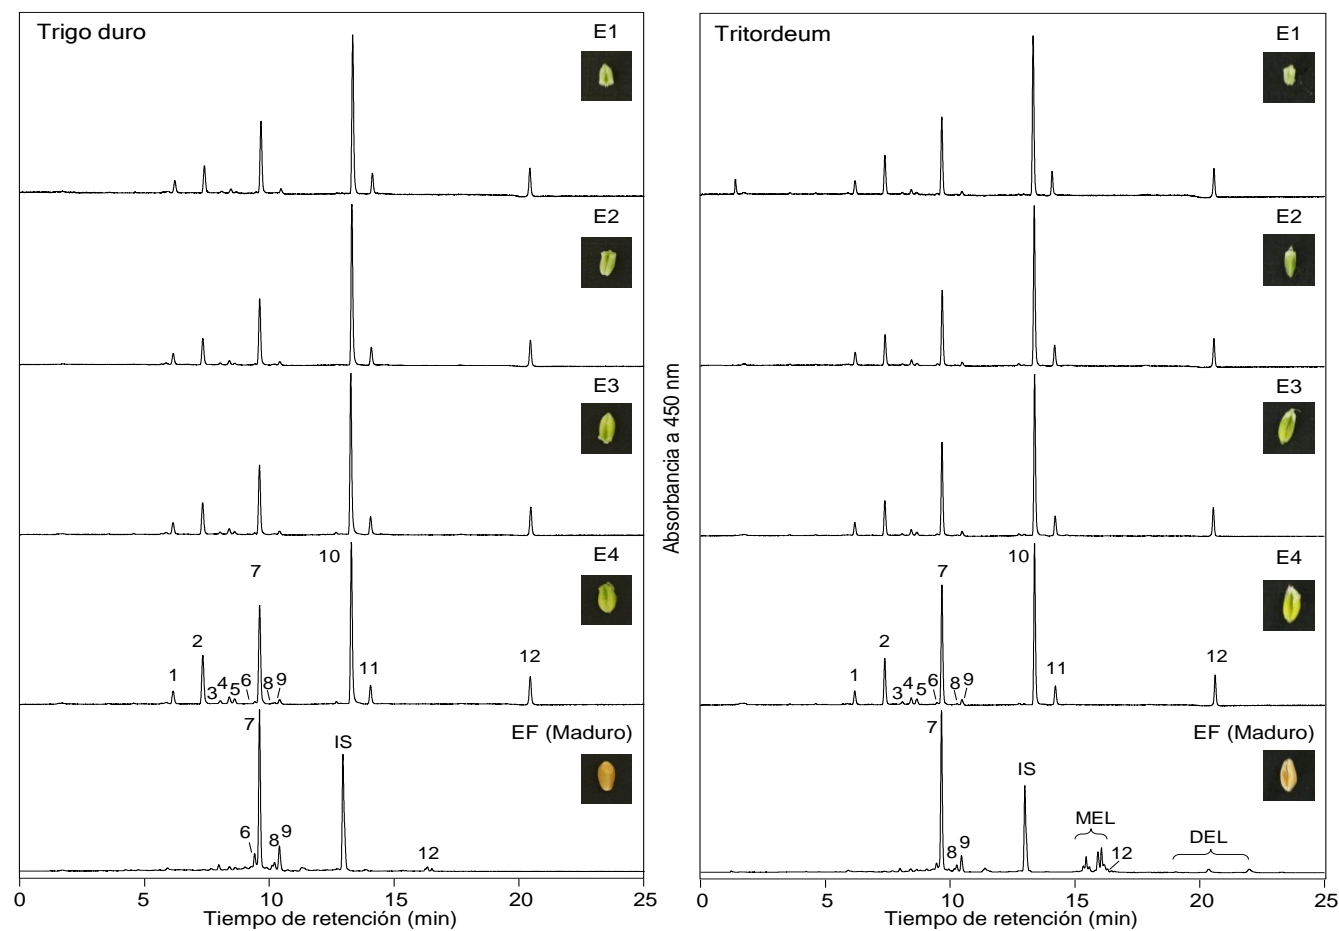 Trigo duro
E1
E2
E3
E4
1
2
3
4
5
6
7
8
9
10
11
12
EF (Maduro)
6
7
8
9
IS
12
0
5
10
15
20
25
Tiempo de retención (min)
Absorbancia a 450 nm
Tritordeum
E1
E2
E3
E4
1
2
3
4
5
6
7
8
9
10
11
12
EF (Maduro)
7
8
9
IS
MEL
12
DEL
0
5
10
15
20
25
Tiempo de retención (min)